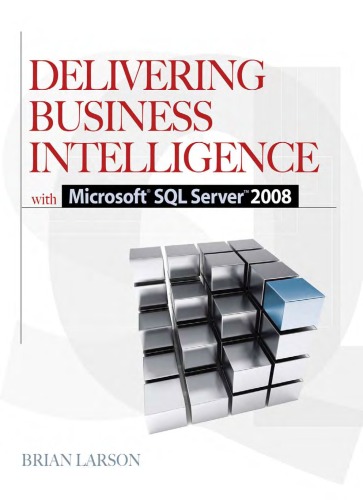 DELIVERING
BUSINESS
INTELLIGENCE
with Microsoft® SQL Server™ 2008
BRIAN LARSON